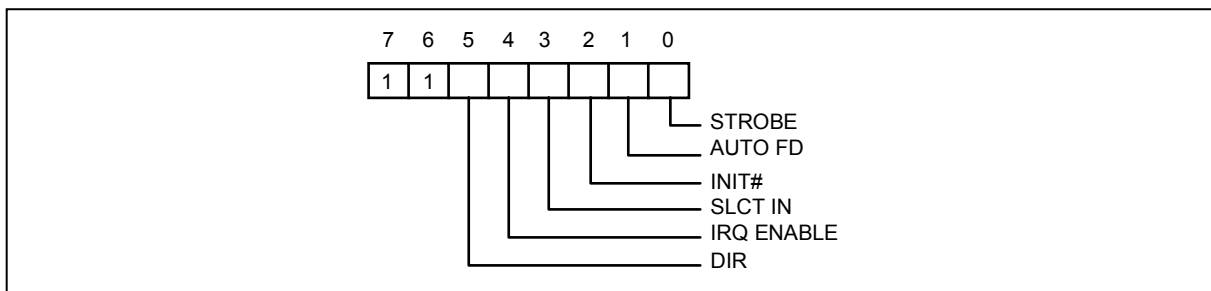 7 6 5 4 3 2 1 0
1 1
STROBE
AUTO FD
INIT#
SLCT IN
IRQ ENABLE
DIR